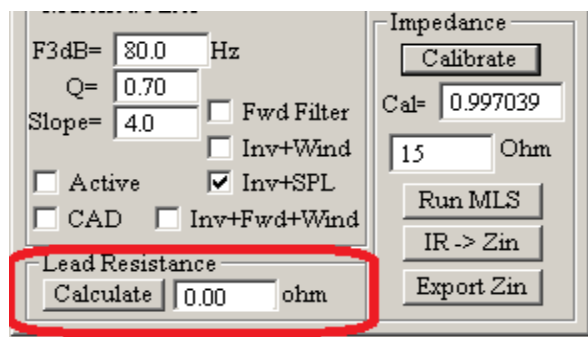 Impedance
F3dB= 80.0 Hz
Calibrate
Q= 0.70
Cal= 0.997039
Slope= 4.0
Fwd Filter
Inv+Wind
15 Ohm
Active
Inv+SPL
Run MLS
CAD
Inv+Fwd+Wind
IR -> Zin
Lead Resistance
Calculate 0.00 ohm
Export Zin